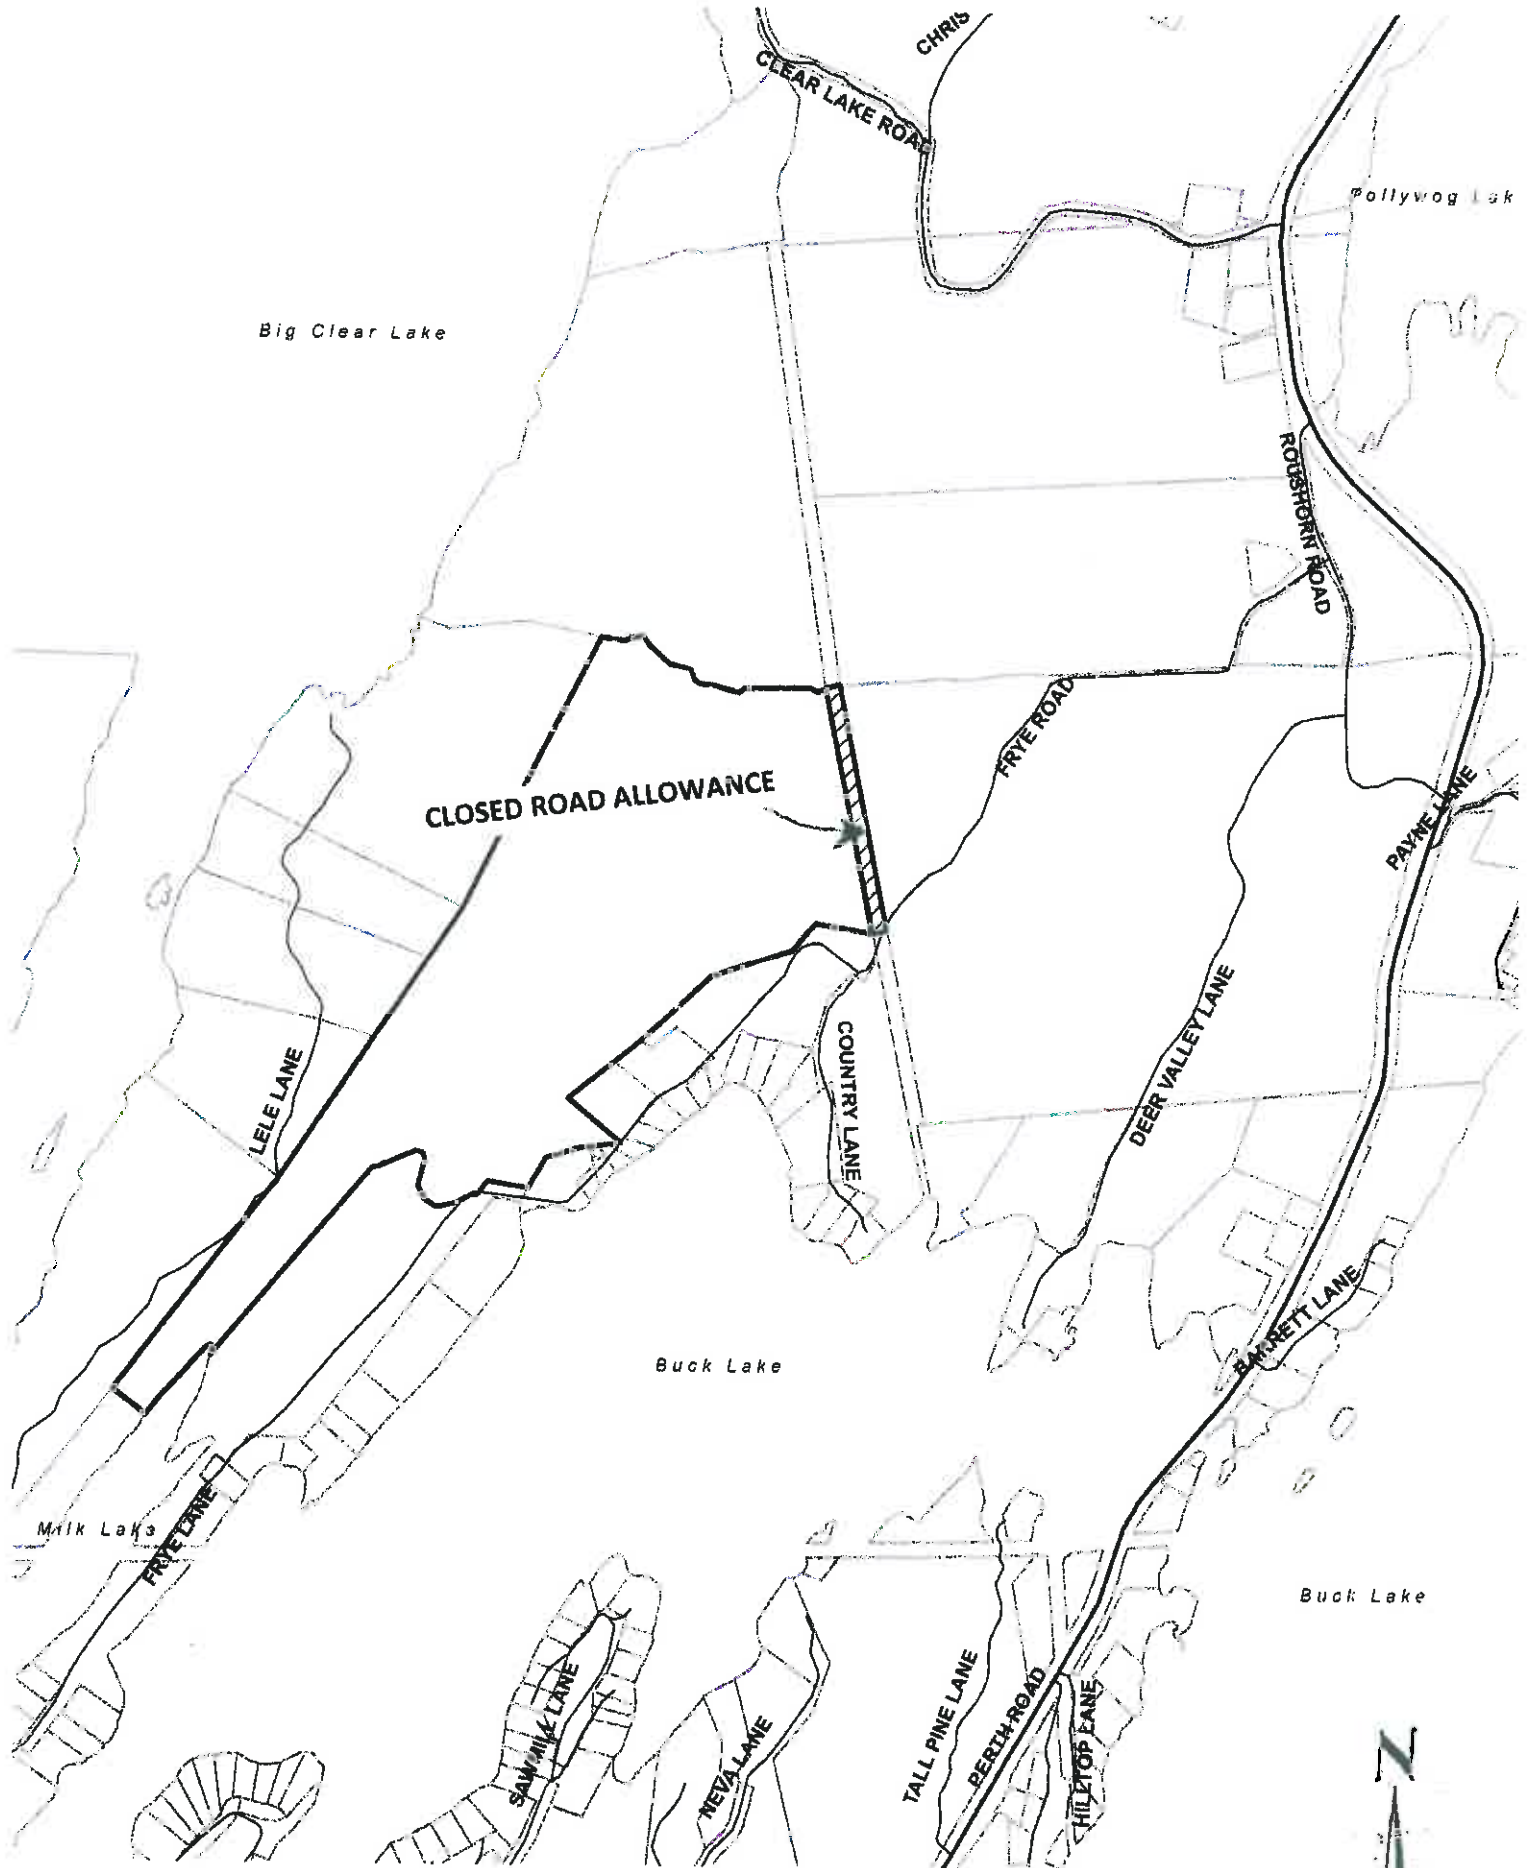 CHRIS
CLEAR LAKE ROAD
Pollywog Lak
Big Clear Lake
ROUSHORN ROAD
FRYE ROAD
CLOSED ROAD ALLOWANCE
PAYNE LANE
DEER VALLEY LANE
COUNTRY LANE
LELE LANE
BARRETT LANE
Buck Lake
FRYE LANE
Milk Lake
Buck Lake
SAWMILL LANE
NEVA LANE
TALL PINE LANE
PERTH ROAD
HILLTOP LANE
N